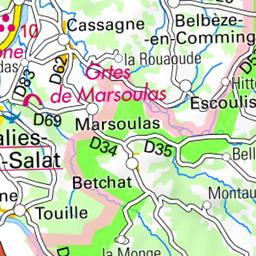 10
Cassagne
Belbèze-
-en-Comming
la Rouaoude
D83
D62
Grtes
de Marsoulas
Escoulis
D69
Marsoulas
alies-
-Salat
D34
D35
Bell
Betchat
Montau
Touille
la Monge